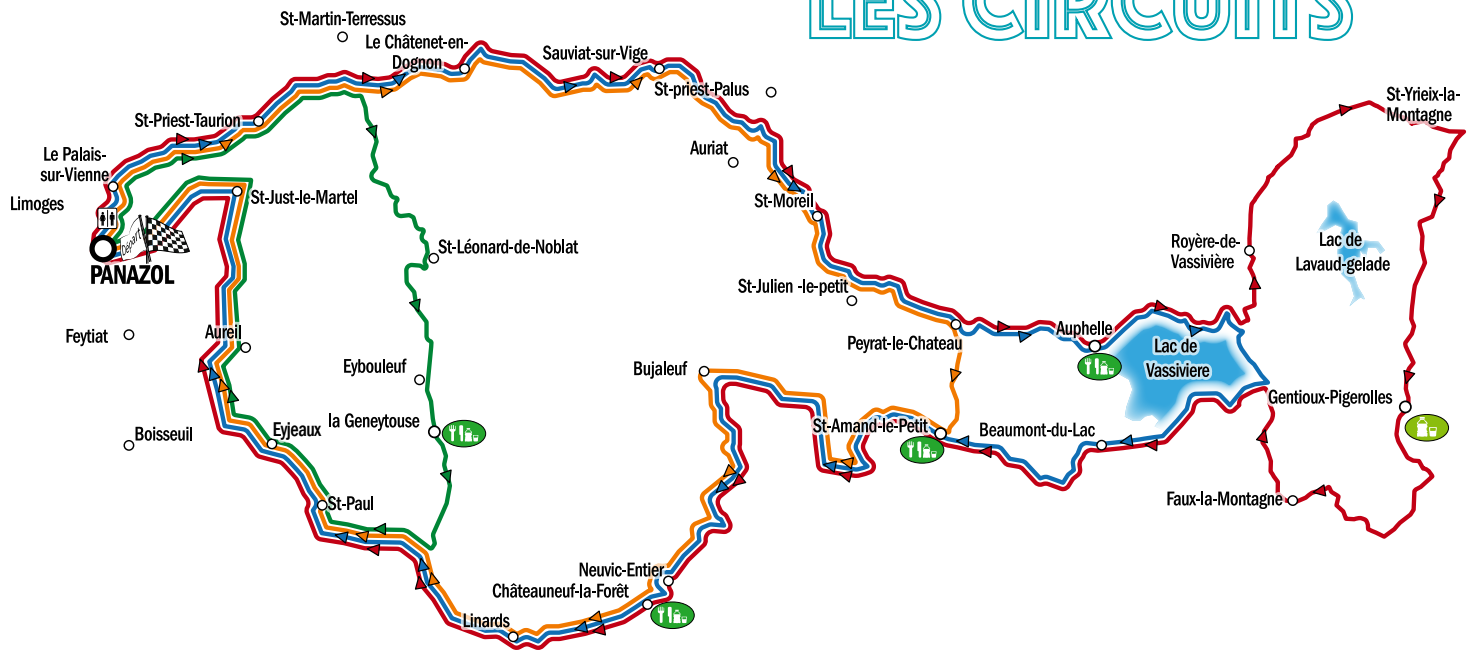 LES CIRCUITS
St-Martin-Terressus
Le Châtenet-en-
Dognon
Sauviat-sur-Vige
St-priest-Palus
St-Yrieix-la-
Montagne
St-Priest-Taurion
Auriat
Le Palais-
sur-Vienne
St-Just-le-Martel
St-Moreil
Limoges
Départ
PANAZOL
St-Léonard-de-Noblat
Royère-de-
Vassivière
Lac de
Lavaud-gelade
St-Julien -le-petit
Feytiat
Aureil
Peyrat-le-Chateau
Auphelle
Lac de
Vassiviere
Eybouleuf
Bujaleuf
Gentioux-Pigerolles
la Geneytouse
St-Amand-le-Petit
Beaumont-du-Lac
Boisseuil
Eyjeaux
St-Paul
Faux-la-Montagne
Neuvic-Entier
Châteauneuf-la-Forêt
Linards